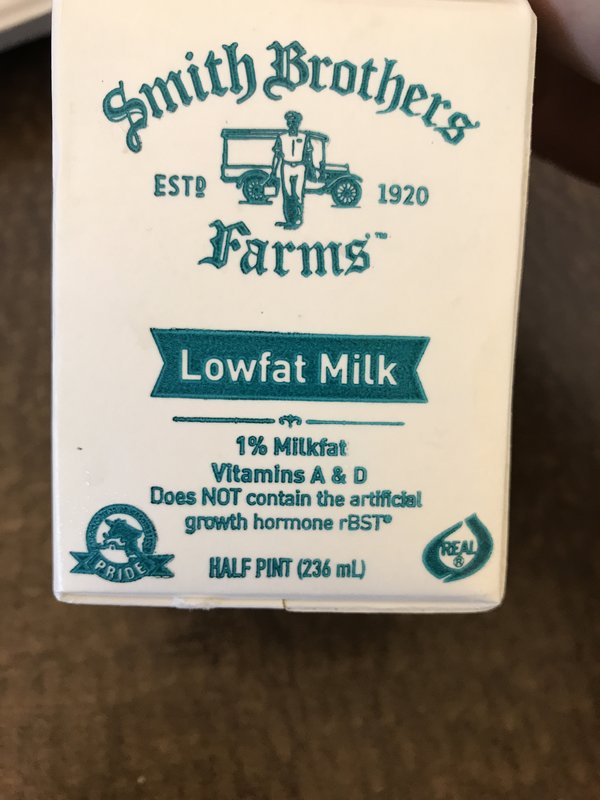 Smith Brothers
ESTD 1920
Farms™
Lowfat Milk
1% Milkfat
Vitamins A & D
Does NOT contain the artificial
growth hormone rBST®
PRIDE
HALF PINT (236 mL)
REAL
®